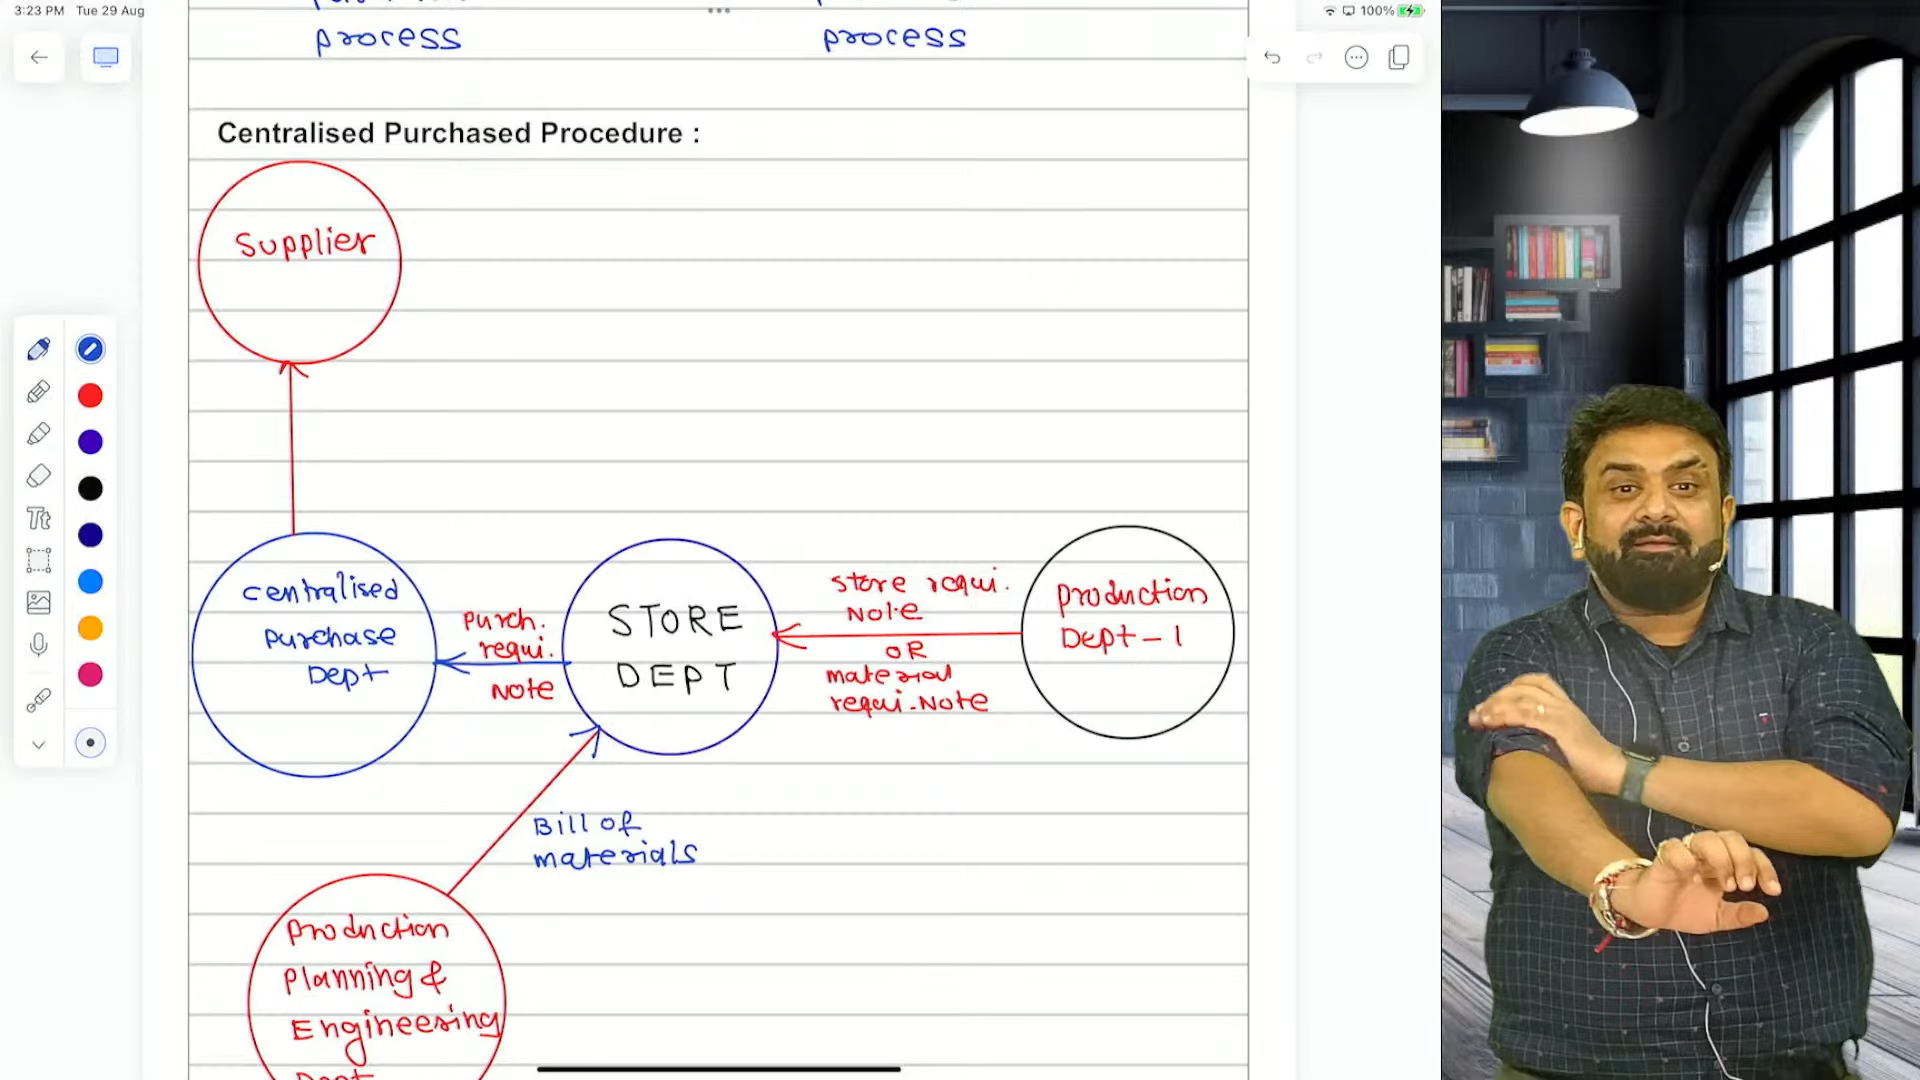 3:23 PM Tue 29 Aug
100%
process
process
Centralised Purchased Procedure :
Supplier
centralised
purchase
Dept
Purch.
requi.
Note
STORE
DEPT
store requi.
Note
OR
material
requi. Note
production
Dept - 1
Bill of
materials
production
planning &
Engineering
Tt